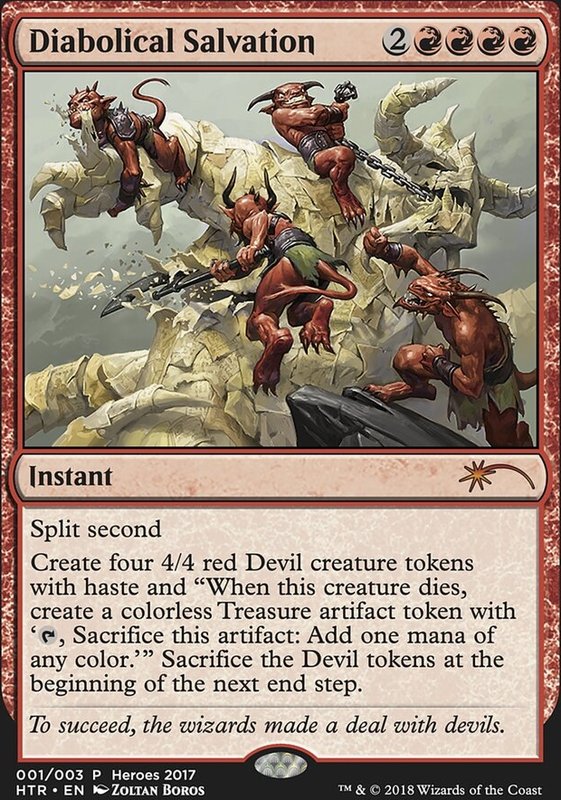 Diabolical Salvation 2
Instant
Split second
Create four 4/4 red Devil creature tokens
with haste and “When this creature dies,
create a colorless Treasure artifact token with
‘, Sacrifice this artifact: Add one mana of
any color.’” Sacrifice the Devil tokens at the
beginning of the next end step.
To succeed, the wizards made a deal with devils.
001/003 P Heroes 2017
HTR • EN ZOLTAN BOROS
™ & © 2018 Wizards of the Coast